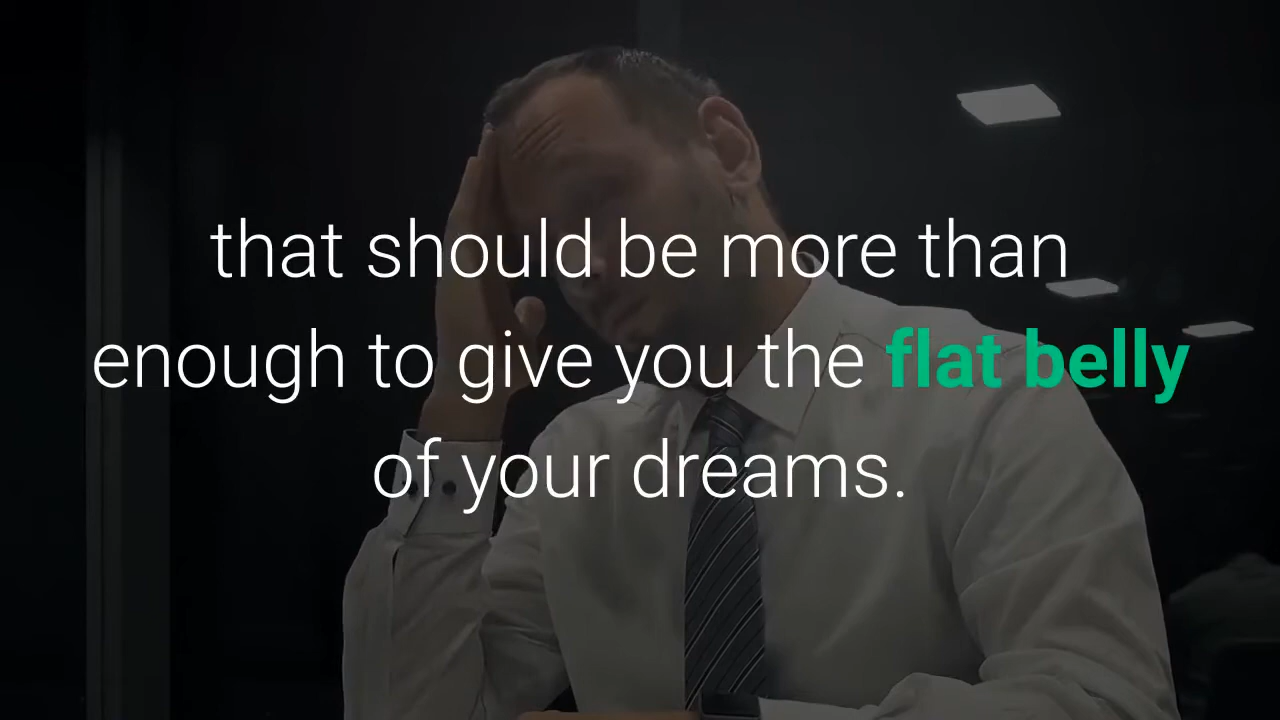 that should be more than
enough to give you the flat belly
of your dreams.